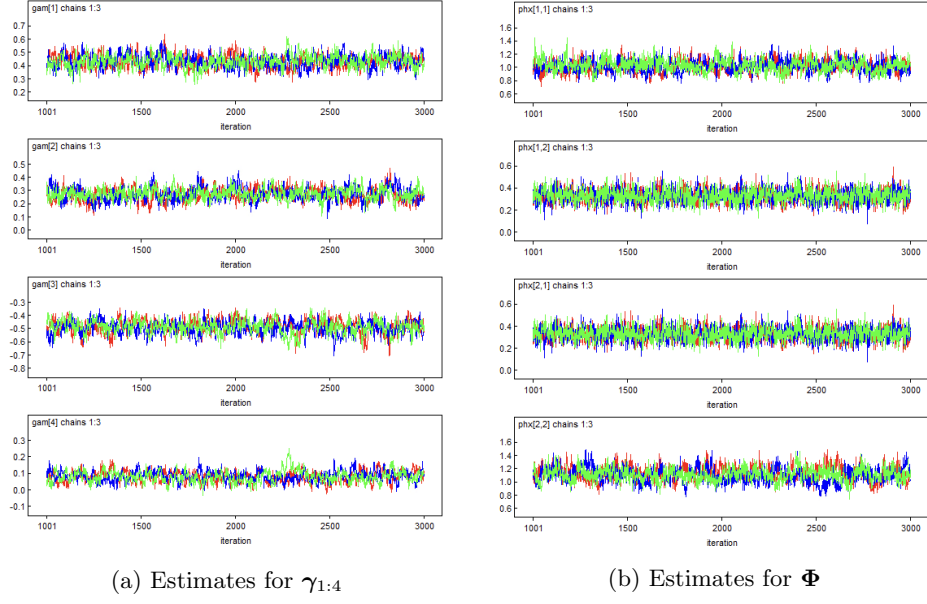 gam[1] chains 1:3
0.7
0.6
0.5
0.4
0.3
0.2
1001 1500 2000 2500 3000
iteration
gam[2] chains 1:3
0.5
0.4
0.3
0.2
0.1
0.0
1001 1500 2000 2500 3000
iteration
gam[3] chains 1:3
-0.3
-0.4
-0.5
-0.6
-0.7
-0.8
1001 1500 2000 2500 3000
iteration
gam[4] chains 1:3
0.3
0.2
0.1
0.0
-0.1
1001 1500 2000 2500 3000
iteration
(a) Estimates for γ1:4
phx[1,1] chains 1:3
1.6
1.4
1.2
1.0
0.8
0.6
1001 1500 2000 2500 3000
iteration
phx[1,2] chains 1:3
0.6
0.4
0.2
0.0
1001 1500 2000 2500 3000
iteration
phx[2,1] chains 1:3
0.6
0.4
0.2
0.0
1001 1500 2000 2500 3000
iteration
phx[2,2] chains 1:3
1.6
1.4
1.2
1.0
0.8
0.6
1001 1500 2000 2500 3000
iteration
(b) Estimates for Φ